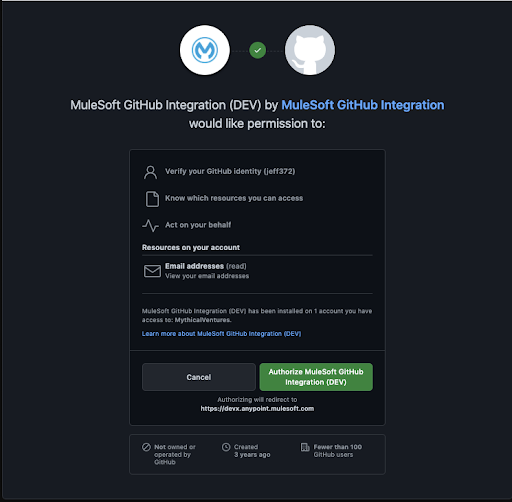 MuleSoft GitHub Integration (DEV) by MuleSoft GitHub Integration
would like permission to:
Verify your GitHub identity (jeff372)
Know which resources you can access
Act on your behalf
Resources on your account
Email addresses (read)
View your email addresses
MuleSoft GitHub Integration (DEV) has been installed on 1 account you have
access to: MythicalVentures.
Learn more about MuleSoft GitHub Integration (DEV)
Cancel
Authorize MuleSoft GitHub
Integration (DEV)
Authorizing will redirect to
https://devx.anypoint.mulesoft.com
Not owned or
operated by
GitHub
Created
3 years ago
Fewer than 100
GitHub users